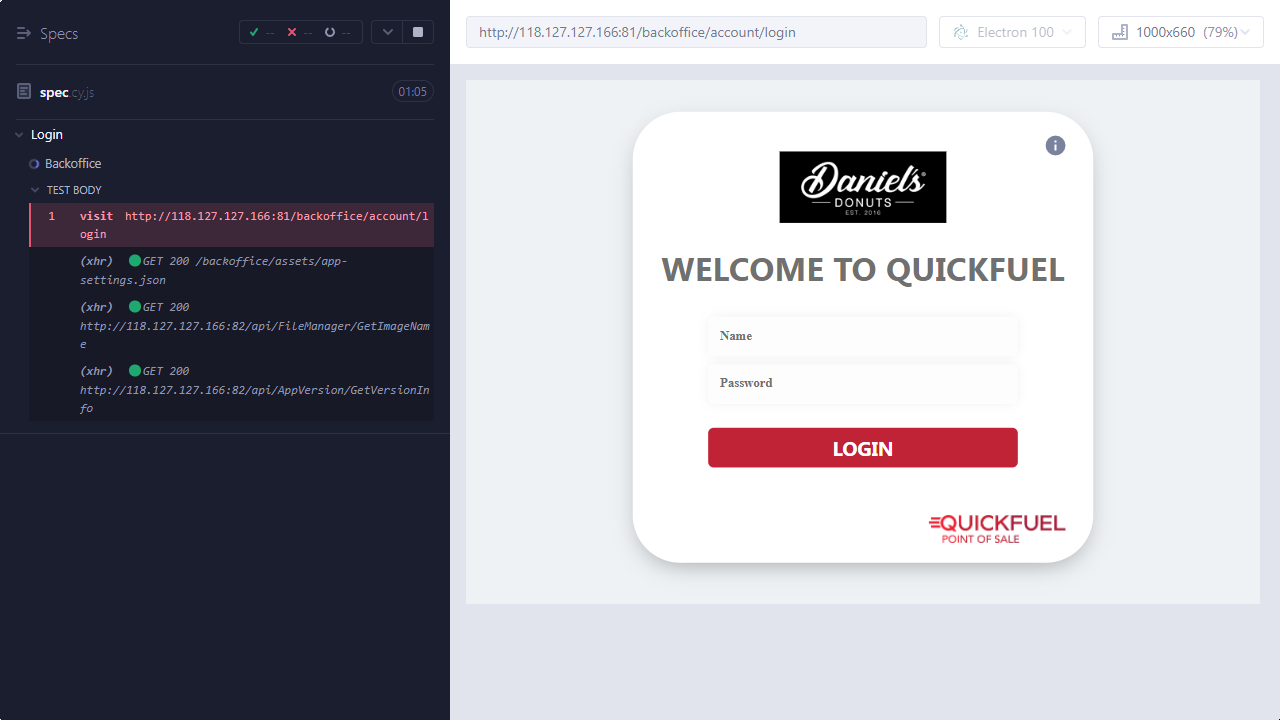 Specs
-- -- --
spec.cy.js
01:05
Login
Backoffice
TEST BODY
1 visit http://118.127.127.166:81/backoffice/account/l
ogin
(xhr) GET 200 /backoffice/assets/app-
settings.json
(xhr) GET 200
http://118.127.127.166:82/api/FileManager/GetImageNam
e
(xhr) GET 200
http://118.127.127.166:82/api/AppVersion/GetVersionIn
fo
http://118.127.127.166:81/backoffice/account/login
Electron 100
1000x660 (79%)
i
Daniel's®
DONUTS
EST. 2016
WELCOME TO QUICKFUEL
Name
Password
LOGIN
QUICKFUEL
POINT OF SALE